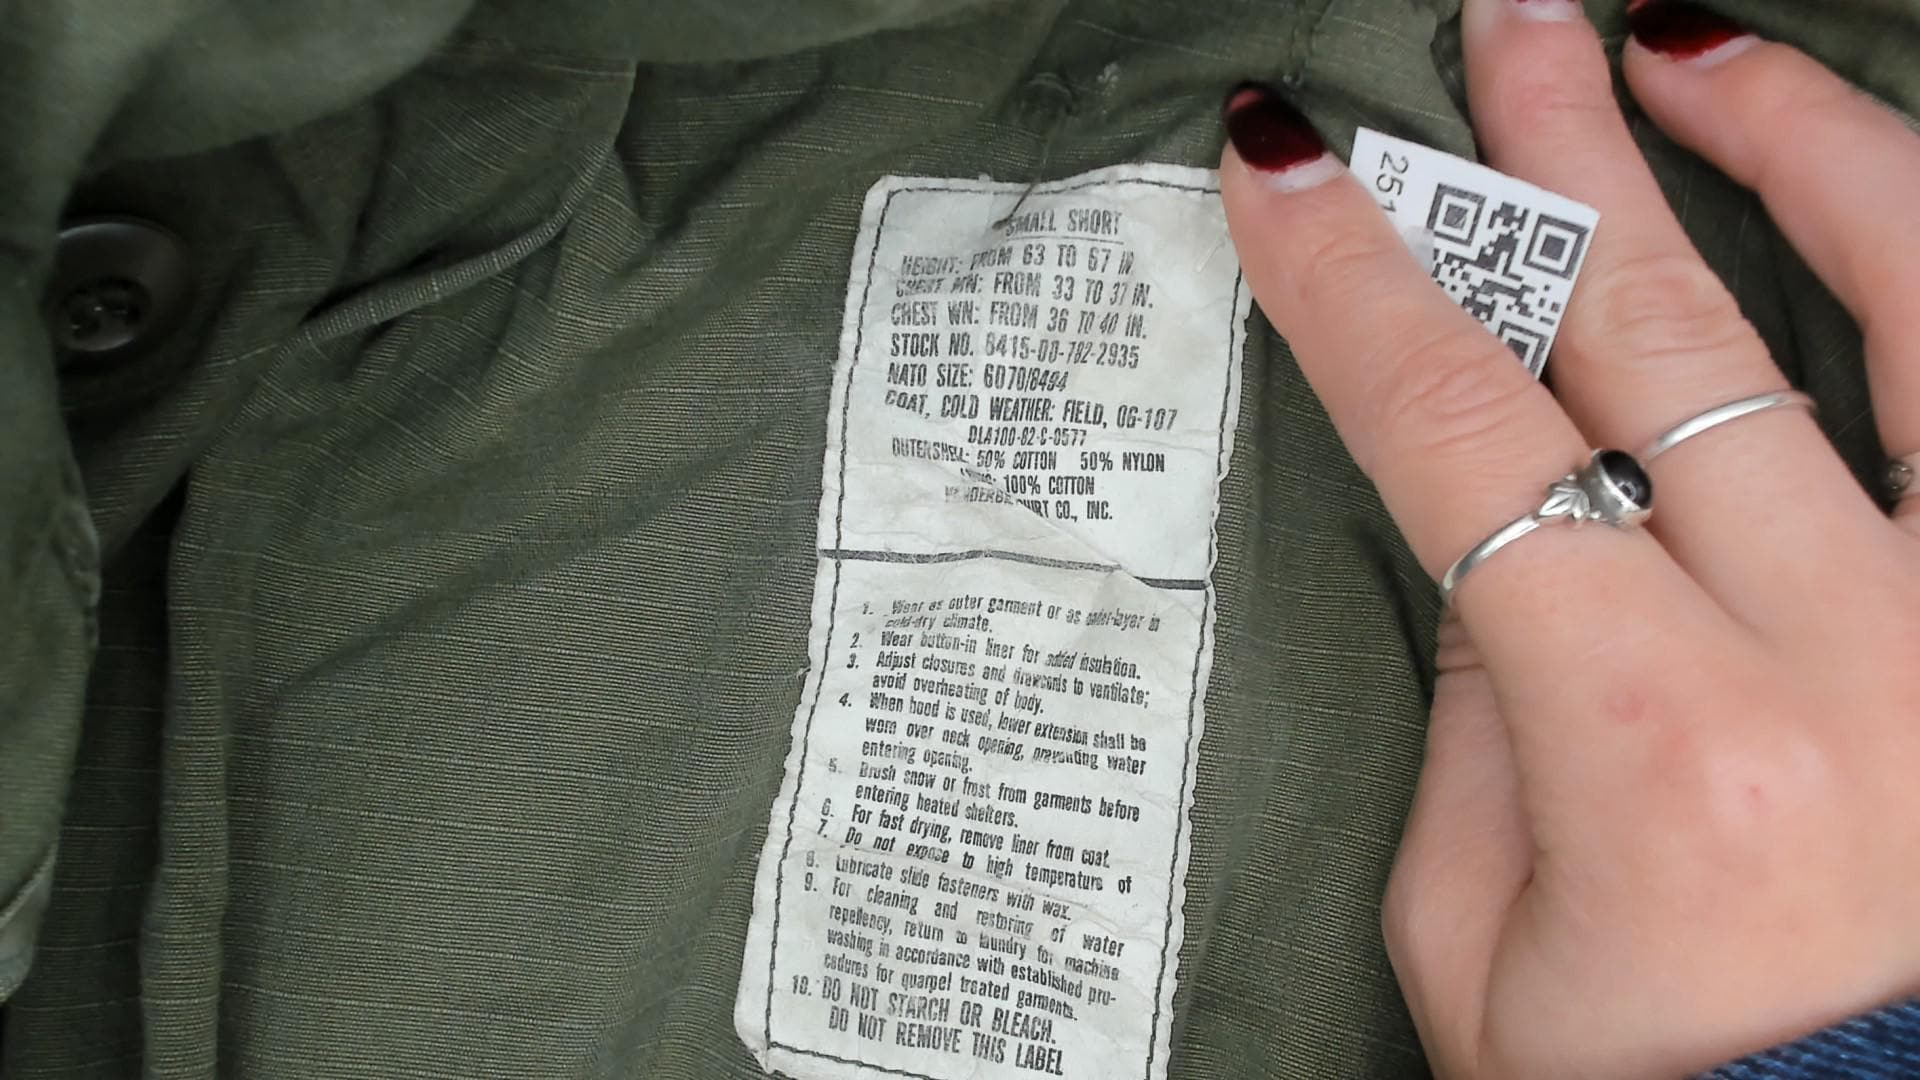 SMALL SHORT
HEIGHT: FROM 63 TO 67 IN.
CHEST MN: FROM 33 TO 37 IN.
CHEST WN: FROM 36 TO 40 IN.
STOCK NO. 8415-00-782-2935
NATO SIZE: 6070/8494
COAT, COLD WEATHER: FIELD, OG-107
DLA100-82-C-0577
OUTERSHELL: 50% COTTON 50% NYLON
100% COTTON
SHIRT CO., INC.
1. Wear as outer garment or as outer-layer in
cold-dry climate.
2. Wear button-in liner for added insulation.
3. Adjust closures and drawcords to ventilate;
avoid overheating of body.
4. When hood is used, lower extension shall be
worn over neck opening, preventing water
entering opening.
5. Brush snow or frost from garments before
entering heated shelters.
6. For fast drying, remove liner from coat.
7. Do not expose to high temperature of
8. Lubricate slide fasteners with wax.
9. For cleaning and restoring of water
repellency, return to laundry for machine
washing in accordance with established pro-
cedures for quarpel treated garments.
10. DO NOT STARCH OR BLEACH.
DO NOT REMOVE THIS LABEL
251